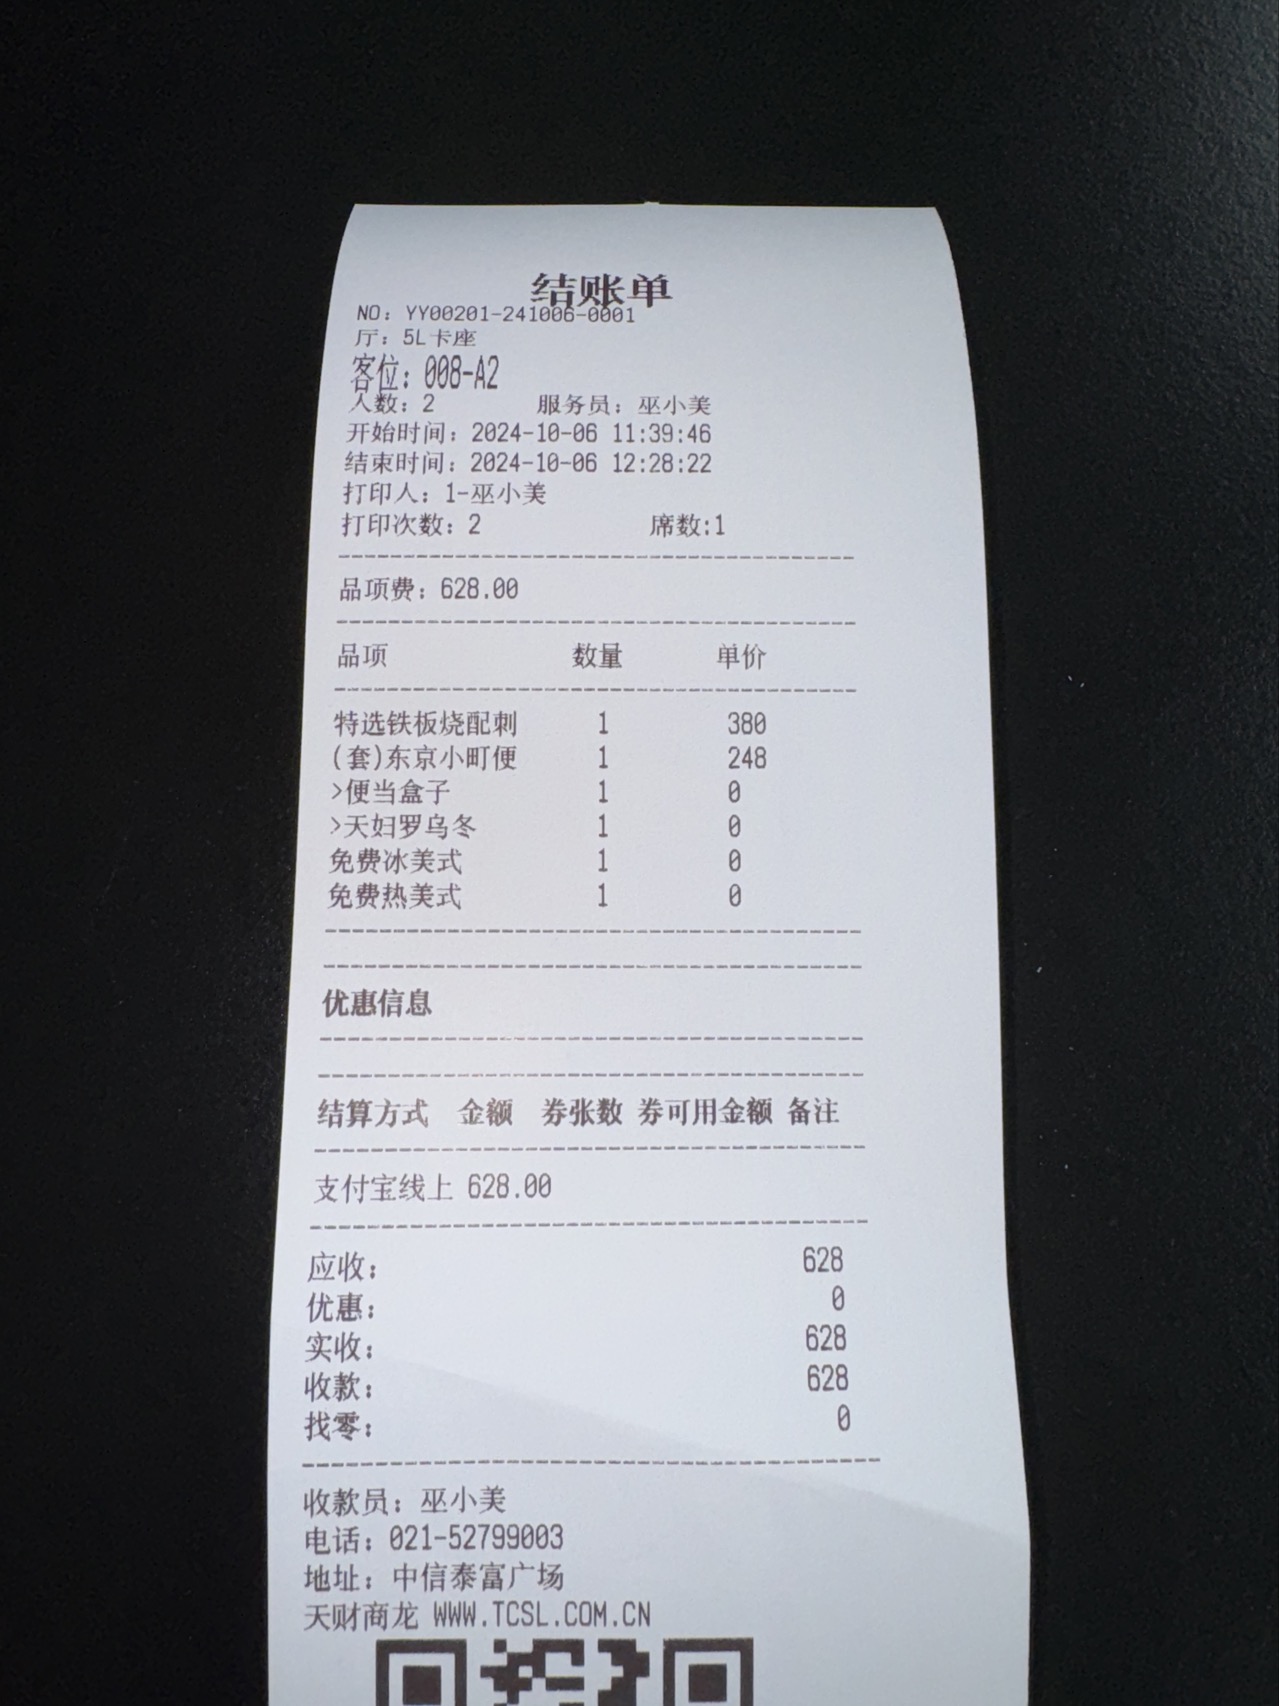 结账单
NO: YY00201-241006-0001
厅: 5L卡座
客位: 008-A2
人数: 2 服务员: 巫小美
开始时间: 2024-10-06 11:39:46
结束时间: 2024-10-06 12:28:22
打印人: 1-巫小美
打印次数: 2 席数:1
品项费: 628.00
品项 数量 单价
特选铁板烧配刺 1 380
(套)东京小町便 1 248
>便当盒子 1 0
>天妇罗乌冬 1 0
免费冰美式 1 0
免费热美式 1 0
优惠信息
结算方式 金额 券张数 券可用金额 备注
支付宝线上 628.00
应收: 628
优惠: 0
实收: 628
收款: 628
找零: 0
收款员: 巫小美
电话: 021-52799003
地址: 中信泰富广场
天财商龙 WWW.TCSL.COM.CN